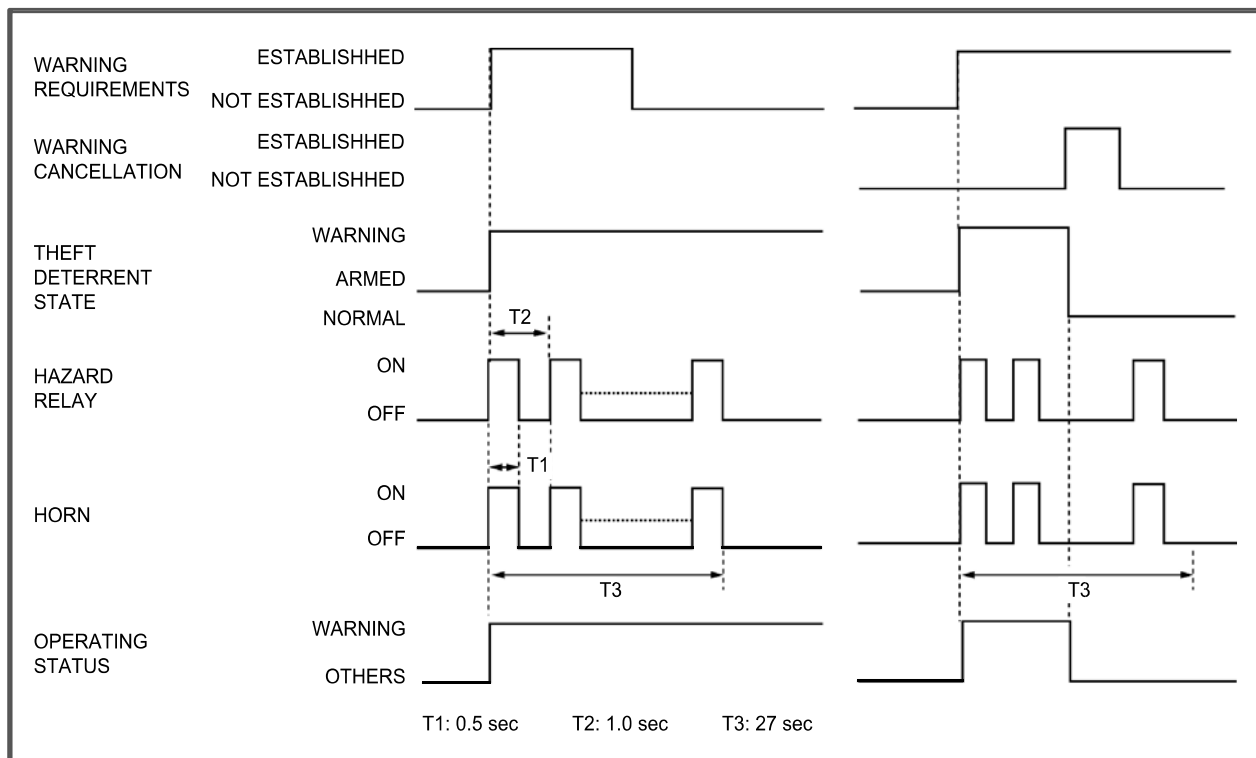 WARNING
REQUIREMENTS
ESTABLISHHED
NOT ESTABLISHHED
WARNING
CANCELLATION
ESTABLISHHED
NOT ESTABLISHHED
THEFT
DETERRENT
STATE
WARNING
ARMED
NORMAL
T2
HAZARD
RELAY
ON
OFF
T1
HORN
ON
OFF
T3
T3
OPERATING
STATUS
WARNING
OTHERS
T1: 0.5 sec T2: 1.0 sec T3: 27 sec